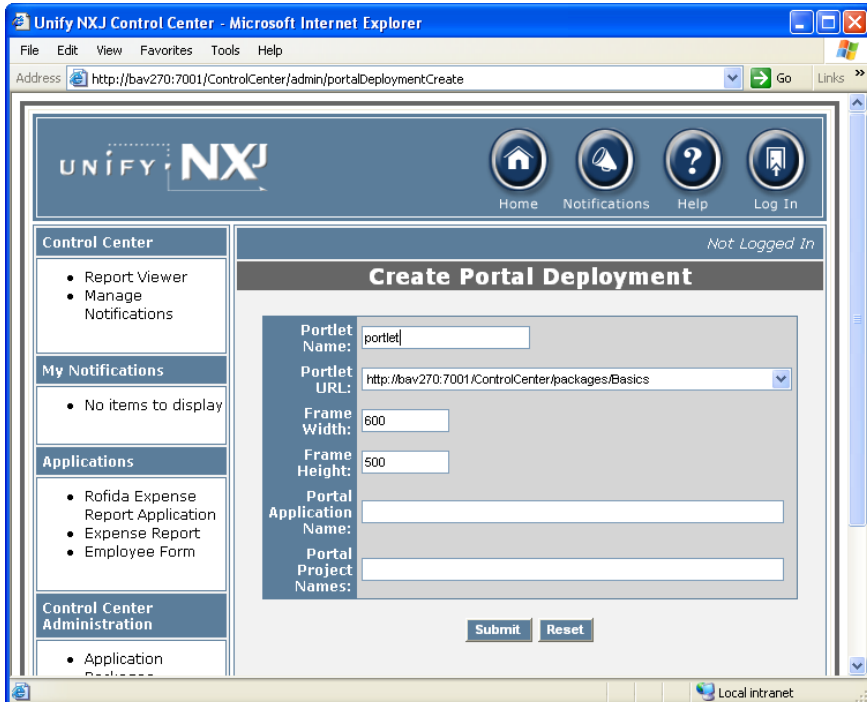 Unify NXJ Control Center - Microsoft Internet Explorer
File Edit View Favorites Tools Help
Address http://bav270:7001/ControlCenter/admin/portalDeploymentCreate Go Links »
UNIFY NXJ
Home Notifications Help Log In
Control Center
Report Viewer
Manage
Notifications
My Notifications
No items to display
Applications
Rofida Expense
Report Application
Expense Report
Employee Form
Control Center
Administration
Application
Not Logged In
Create Portal Deployment
Portlet
Name:
portlet
Portlet
URL:
http://bav270:7001/ControlCenter/packages/Basics
Frame
Width:
600
Frame
Height:
500
Portal
Application
Name:
Portal
Project
Names:
Submit Reset
Local intranet